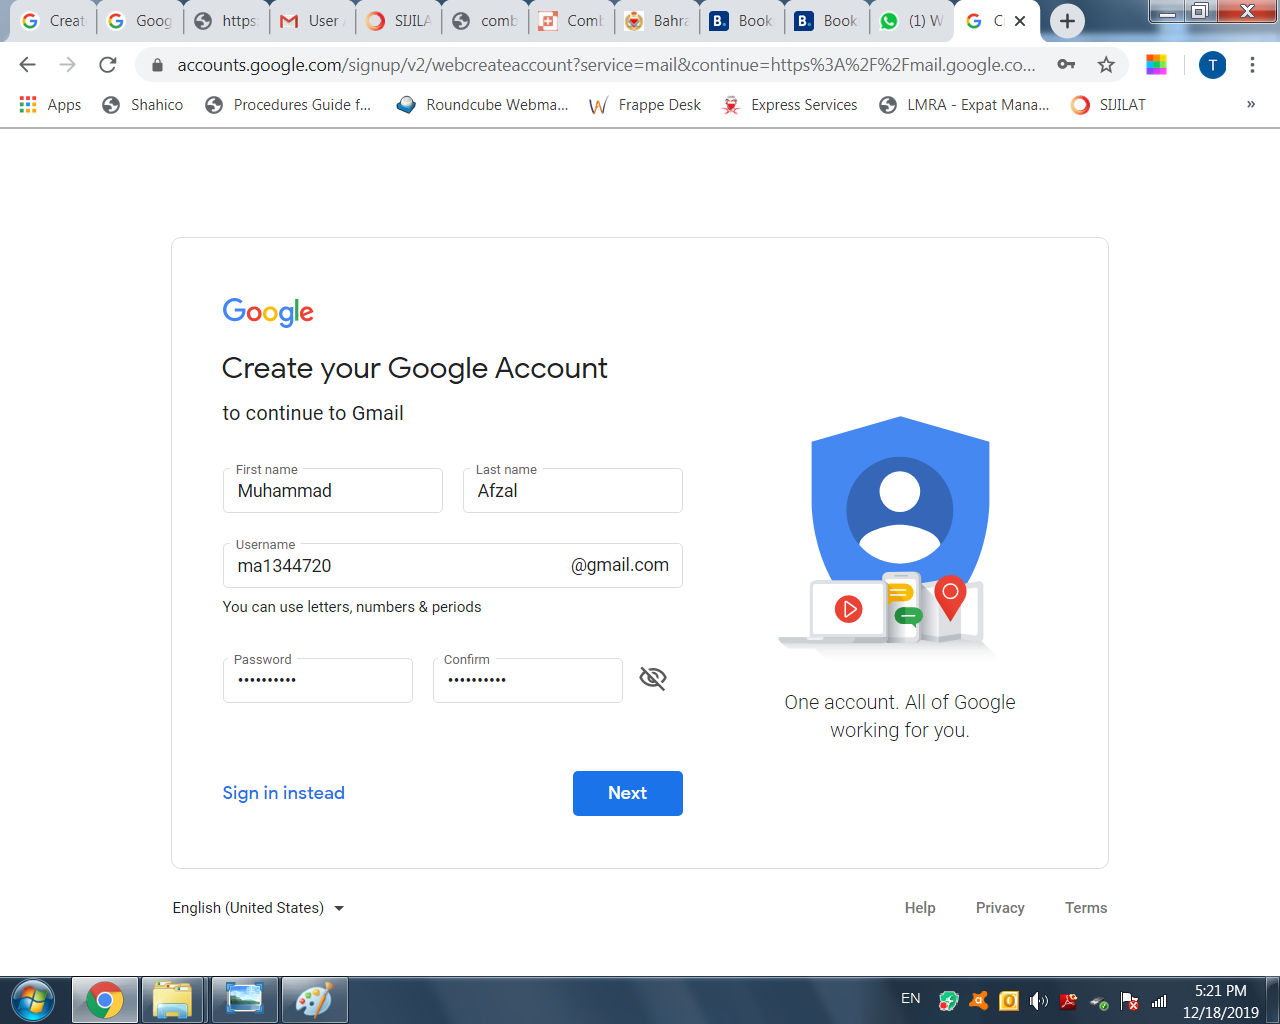 Creat Goog https: M User A SIJILA comb Comb Bahra B. Book B. Book (1) W G
accounts.google.com/signup/v2/webcreateaccount?service=mail&continue=https%3A%2F%2Fmail.google.co... T
Apps Shahico Procedures Guide f... Roundcube Webma... Frappe Desk Express Services LMRA - Expat Mana... SIJILAT »
Google
Create your Google Account
to continue to Gmail
First name Last name
Muhammad Afzal
Username
ma1344720 @gmail.com
You can use letters, numbers & periods
Password Confirm
•••••••••• ••••••••••
One account. All of Google
working for you.
Sign in instead Next
English (United States) Help Privacy Terms
EN 5:21 PM
12/18/2019